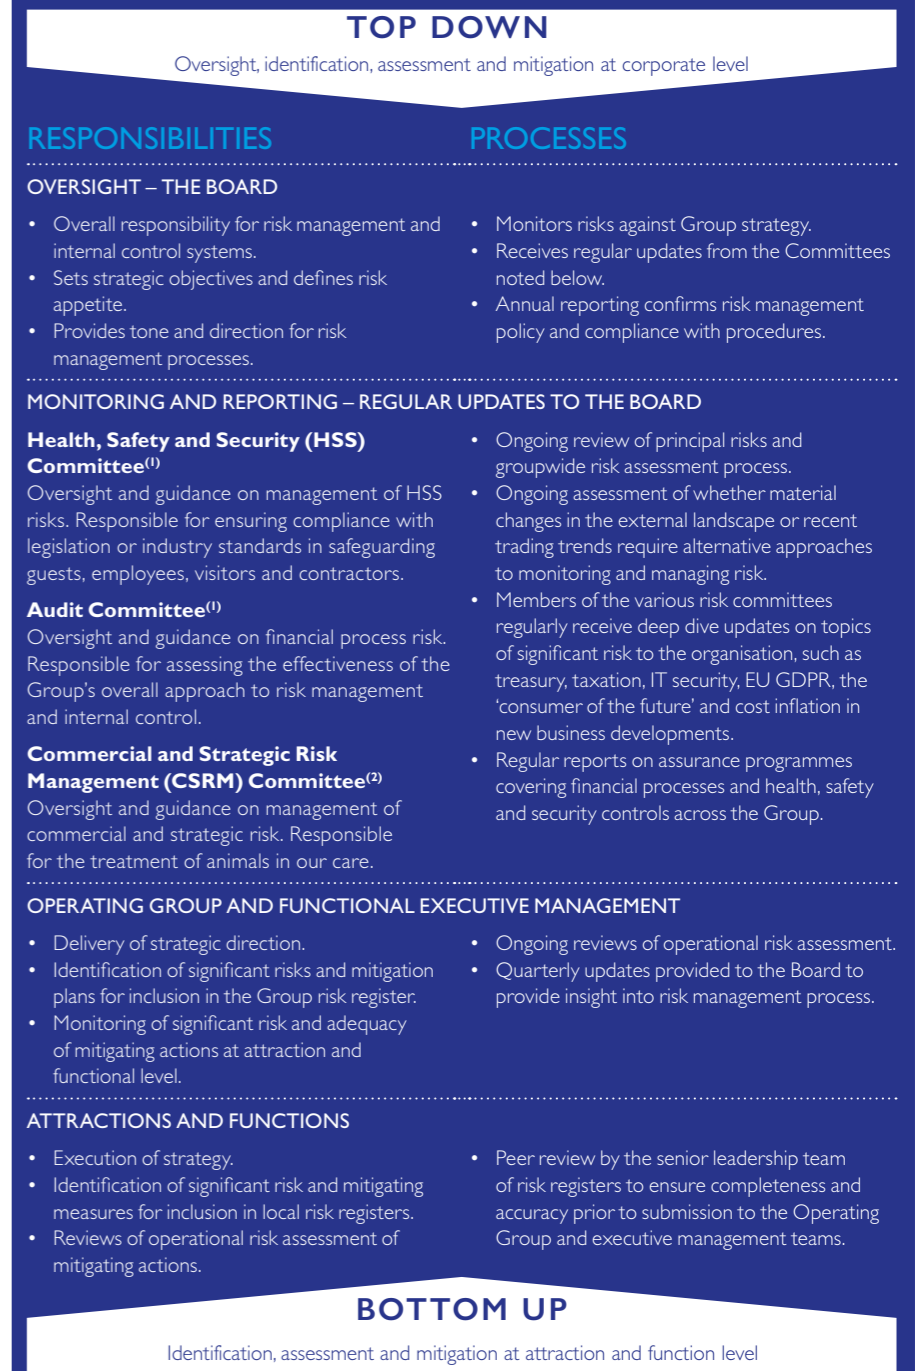 TOP DOWN
Oversight, identification, assessment and mitigation at corporate level
RESPONSIBILITIES
PROCESSES
OVERSIGHT – THE BOARD
• Overall responsibility for risk management and
internal control systems.
• Sets strategic objectives and defines risk
appetite.
• Provides tone and direction for risk
management processes.
• Monitors risks against Group strategy.
• Receives regular updates from the Committees
noted below.
• Annual reporting confirms risk management
policy and compliance with procedures.
MONITORING AND REPORTING – REGULAR UPDATES TO THE BOARD
Health, Safety and Security (HSS)
Committee(1)
Oversight and guidance on management of HSS
risks. Responsible for ensuring compliance with
legislation or industry standards in safeguarding
guests, employees, visitors and contractors.
Audit Committee(1)
Oversight and guidance on financial process risk.
Responsible for assessing the effectiveness of the
Group's overall approach to risk management
and internal control.
Commercial and Strategic Risk
Management (CSRM) Committee(2)
Oversight and guidance on management of
commercial and strategic risk. Responsible
for the treatment of animals in our care.
• Ongoing review of principal risks and
groupwide risk assessment process.
• Ongoing assessment of whether material
changes in the external landscape or recent
trading trends require alternative approaches
to monitoring and managing risk.
• Members of the various risk committees
regularly receive deep dive updates on topics
of significant risk to the organisation, such as
treasury, taxation, IT security, EU GDPR, the
'consumer of the future' and cost inflation in
new business developments.
• Regular reports on assurance programmes
covering financial processes and health, safety
and security controls across the Group.
OPERATING GROUP AND FUNCTIONAL EXECUTIVE MANAGEMENT
• Delivery of strategic direction.
• Identification of significant risks and mitigation
plans for inclusion in the Group risk register.
• Monitoring of significant risk and adequacy
of mitigating actions at attraction and
functional level.
• Ongoing reviews of operational risk assessment.
• Quarterly updates provided to the Board to
provide insight into risk management process.
ATTRACTIONS AND FUNCTIONS
• Execution of strategy.
• Identification of significant risk and mitigating
measures for inclusion in local risk registers.
• Reviews of operational risk assessment of
mitigating actions.
• Peer review by the senior leadership team
of risk registers to ensure completeness and
accuracy prior to submission to the Operating
Group and executive management teams.
BOTTOM UP
Identification, assessment and mitigation at attraction and function level